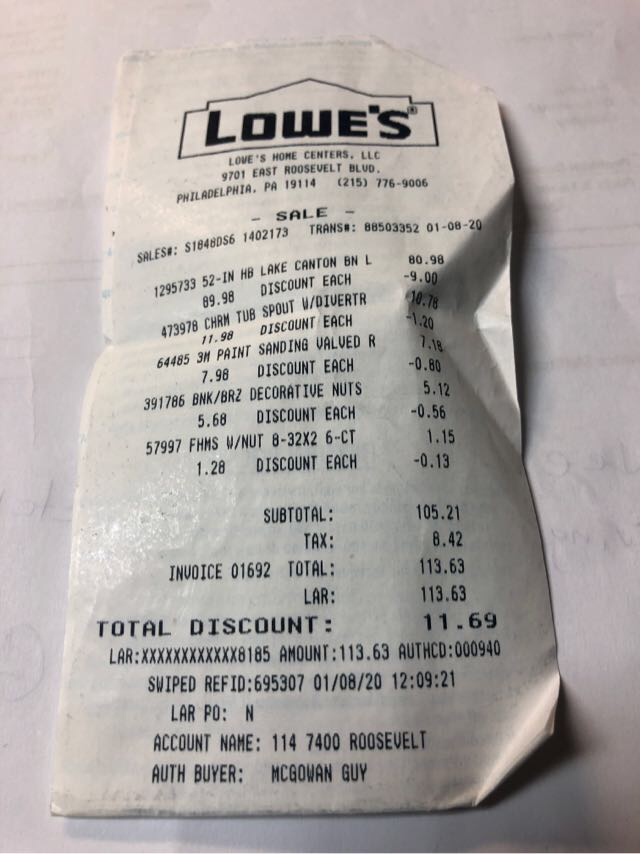 LOWE'S®
LOWE'S HOME CENTERS, LLC
9701 EAST ROOSEVELT BLVD.
PHILADELPHIA, PA 19114 (215) 776-9006
- SALE -
SALES#: S1848DS6 1402173 TRANS#: 88503352 01-08-20
1295733 52-IN HB LAKE CANTON BN L 80.98
89.98 DISCOUNT EACH -9.00
473978 CHRM TUB SPOUT W/DIVERTR 10.78
11.98 DISCOUNT EACH -1.20
64485 3M PAINT SANDING VALVED R 7.18
7.98 DISCOUNT EACH -0.80
391786 BNK/BRZ DECORATIVE NUTS 5.12
5.68 DISCOUNT EACH -0.56
57997 FHMS W/NUT 8-32X2 6-CT 1.15
1.28 DISCOUNT EACH -0.13
SUBTOTAL: 105.21
TAX: 8.42
INVOICE 01692 TOTAL: 113.63
LAR: 113.63
TOTAL DISCOUNT: 11.69
LAR:XXXXXXXXXXXX8185 AMOUNT:113.63 AUTHCD:000940
SWIPED REFID:695307 01/08/20 12:09:21
LAR PO: N
ACCOUNT NAME: 114 7400 ROOSEVELT
AUTH BUYER: MCGOWAN GUY